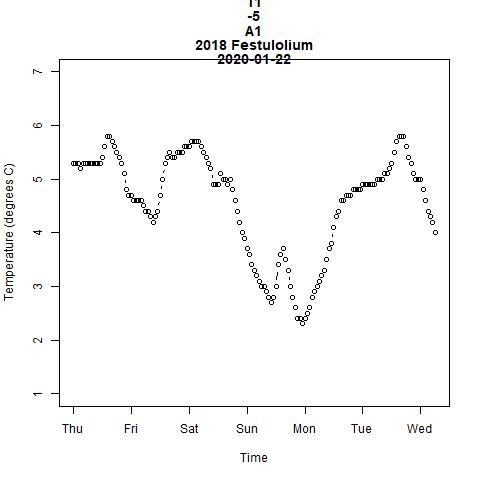 T1
-5
A1
2018 Festulolium
2020-01-22
Temperature (degrees C)
7
6
5
4
3
2
1
Thu Fri Sat Sun Mon Tue Wed
Time